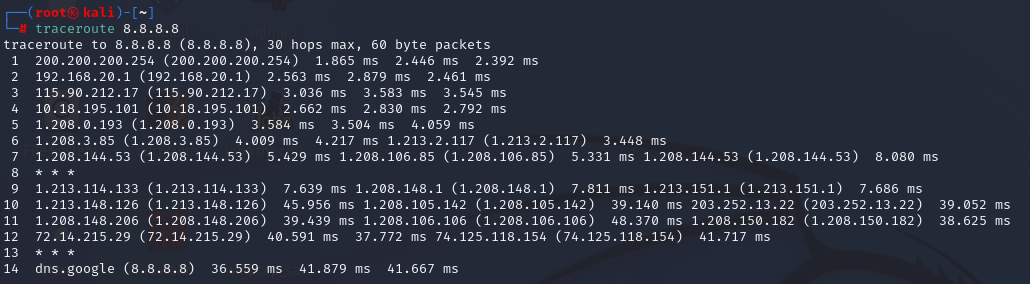 ┌──(root㉿kali)-[~]
└─# traceroute 8.8.8.8
traceroute to 8.8.8.8 (8.8.8.8), 30 hops max, 60 byte packets
 1  200.200.200.254 (200.200.200.254)  1.865 ms  2.446 ms  2.392 ms
 2  192.168.20.1 (192.168.20.1)  2.563 ms  2.879 ms  2.461 ms
 3  115.90.212.17 (115.90.212.17)  3.036 ms  3.583 ms  3.545 ms
 4  10.18.195.101 (10.18.195.101)  2.662 ms  2.830 ms  2.792 ms
 5  1.208.0.193 (1.208.0.193)  3.584 ms  3.504 ms  4.059 ms
 6  1.208.3.85 (1.208.3.85)  4.009 ms  4.217 ms 1.213.2.117 (1.213.2.117)  3.448 ms
 7  1.208.144.53 (1.208.144.53)  5.429 ms 1.208.106.85 (1.208.106.85)  5.331 ms 1.208.144.53 (1.208.144.53)  8.080 ms
 8  * * *
 9  1.213.114.133 (1.213.114.133)  7.639 ms 1.208.148.1 (1.208.148.1)  7.811 ms 1.213.151.1 (1.213.151.1)  7.686 ms
10  1.213.148.126 (1.213.148.126)  45.956 ms 1.208.105.142 (1.208.105.142)  39.140 ms 203.252.13.22 (203.252.13.22)  39.052 ms
11  1.208.148.206 (1.208.148.206)  39.439 ms 1.208.106.106 (1.208.106.106)  48.370 ms 1.208.150.182 (1.208.150.182)  38.625 ms
12  72.14.215.29 (72.14.215.29)  40.591 ms  37.772 ms 74.125.118.154 (74.125.118.154)  41.717 ms
13  * * *
14  dns.google (8.8.8.8)  36.559 ms  41.879 ms  41.667 ms